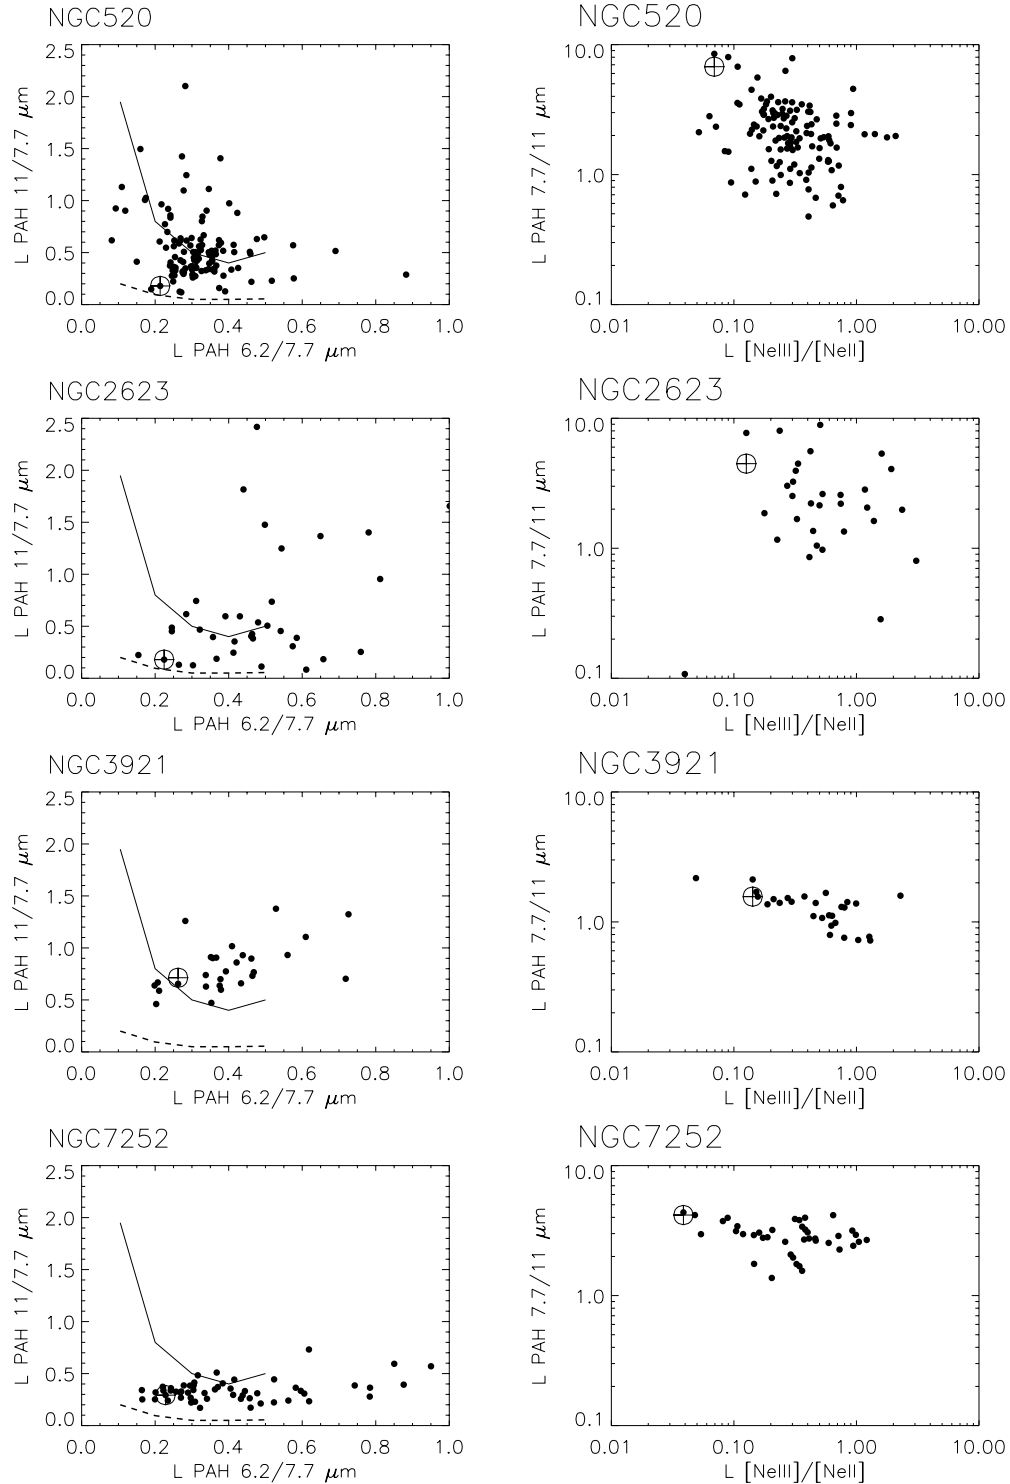 NGC520
2.5
2.0
1.5
1.0
0.5
0.0
L PAH 11/7.7 μm
0.0 0.2 0.4 0.6 0.8 1.0
L PAH 6.2/7.7 μm
NGC520
10.0
1.0
0.1
L PAH 7.7/11 μm
0.01 0.10 1.00 10.00
L [NeIII]/[NeII]
NGC2623
2.5
2.0
1.5
1.0
0.5
0.0
L PAH 11/7.7 μm
0.0 0.2 0.4 0.6 0.8 1.0
L PAH 6.2/7.7 μm
NGC2623
10.0
1.0
0.1
L PAH 7.7/11 μm
0.01 0.10 1.00 10.00
L [NeIII]/[NeII]
NGC3921
2.5
2.0
1.5
1.0
0.5
0.0
L PAH 11/7.7 μm
0.0 0.2 0.4 0.6 0.8 1.0
L PAH 6.2/7.7 μm
NGC3921
10.0
1.0
0.1
L PAH 7.7/11 μm
0.01 0.10 1.00 10.00
L [NeIII]/[NeII]
NGC7252
2.5
2.0
1.5
1.0
0.5
0.0
L PAH 11/7.7 μm
0.0 0.2 0.4 0.6 0.8 1.0
L PAH 6.2/7.7 μm
NGC7252
10.0
1.0
0.1
L PAH 7.7/11 μm
0.01 0.10 1.00 10.00
L [NeIII]/[NeII]